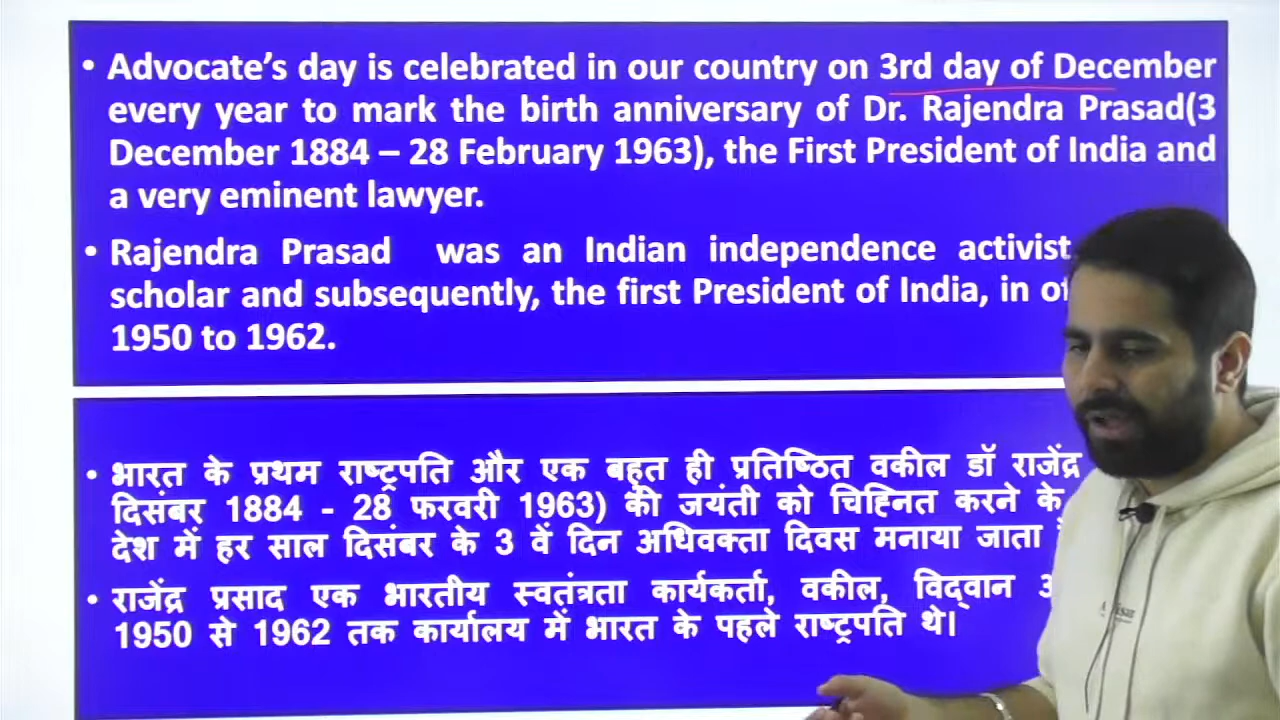 • Advocate's day is celebrated in our country on 3rd day of December
every year to mark the birth anniversary of Dr. Rajendra Prasad(3
December 1884 – 28 February 1963), the First President of India and
a very eminent lawyer.
• Rajendra Prasad was an Indian independence activist
scholar and subsequently, the first President of India, in
1950 to 1962.
• भारत के प्रथम राष्ट्रपति और एक बहुत ही प्रतिष्ठित वकील डॉ राजेंद्र
दिसंबर 1884 - 28 फरवरी 1963) की जयंती को चिह्नित करने के
देश में हर साल दिसंबर के 3 वें दिन अधिवक्ता दिवस मनाया जाता
• राजेंद्र प्रसाद एक भारतीय स्वतंत्रता कार्यकर्ता, वकील, विद्वान
1950 से 1962 तक कार्यालय में भारत के पहले राष्ट्रपति थे।